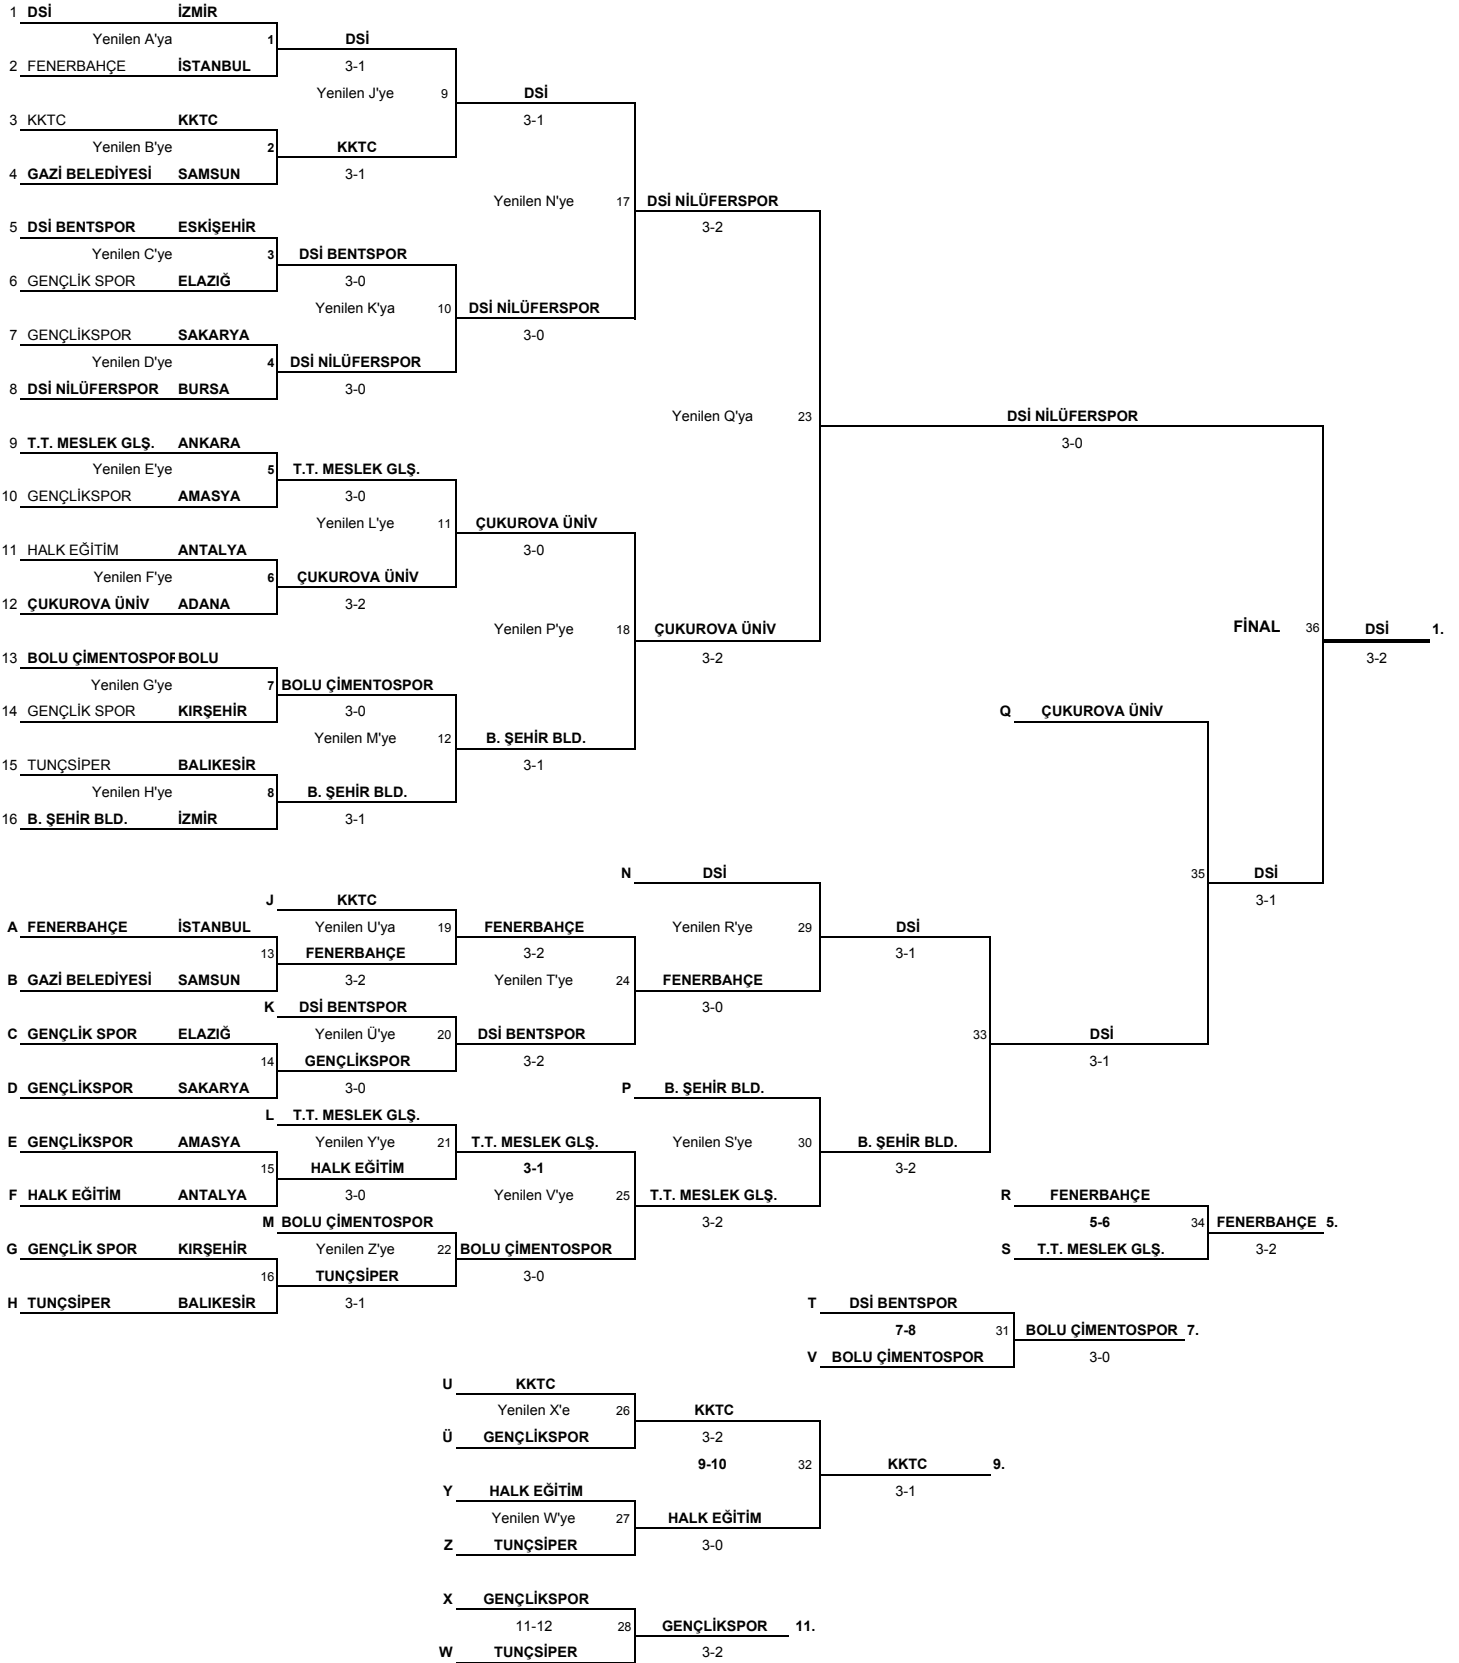 1 DSİ İZMİR
Yenilen A'ya 1 DSİ
2 FENERBAHÇE İSTANBUL 3-1
Yenilen J'ye 9 DSİ
3 KKTC KKTC 3-1
Yenilen B'ye 2 KKTC
4 GAZİ BELEDİYESİ SAMSUN 3-1
Yenilen N'ye 17 DSİ NİLÜFERSPOR
5 DSİ BENTSPOR ESKİŞEHİR 3-2
Yenilen C'ye 3 DSİ BENTSPOR
6 GENÇLİK SPOR ELAZIĞ 3-0
Yenilen K'ya 10 DSİ NİLÜFERSPOR
7 GENÇLİKSPOR SAKARYA 3-0
Yenilen D'ye 4 DSİ NİLÜFERSPOR
8 DSİ NİLÜFERSPOR BURSA 3-0
Yenilen Q'ya 23 DSİ NİLÜFERSPOR
9 T.T. MESLEK GLŞ. ANKARA 3-0
Yenilen E'ye 5 T.T. MESLEK GLŞ.
10 GENÇLİKSPOR AMASYA 3-0
Yenilen L'ye 11 ÇUKUROVA ÜNİV
11 HALK EĞİTİM ANTALYA 3-0
Yenilen F'ye 6 ÇUKUROVA ÜNİV
12 ÇUKUROVA ÜNİV ADANA 3-2
Yenilen P'ye 18 ÇUKUROVA ÜNİV FİNAL 36 DSİ 1.
13 BOLU ÇİMENTOSPOR BOLU 3-2 3-2
Yenilen G'ye 7 BOLU ÇİMENTOSPOR
14 GENÇLİK SPOR KIRŞEHİR 3-0 Q ÇUKUROVA ÜNİV
Yenilen M'ye 12 B. ŞEHİR BLD.
15 TUNÇSİPER BALIKESİR 3-1
Yenilen H'ye 8 B. ŞEHİR BLD.
16 B. ŞEHİR BLD. İZMİR 3-1
N DSİ 35 DSİ
J KKTC 3-1
A FENERBAHÇE İSTANBUL Yenilen U'ya 19 FENERBAHÇE Yenilen R'ye 29 DSİ
13 FENERBAHÇE 3-2 3-1
B GAZİ BELEDİYESİ SAMSUN 3-2 Yenilen T'ye 24 FENERBAHÇE
K DSİ BENTSPOR 3-0
C GENÇLİK SPOR ELAZIĞ Yenilen Ü'ye 20 DSİ BENTSPOR 33 DSİ
14 GENÇLİKSPOR 3-2 3-1
D GENÇLİKSPOR SAKARYA 3-0 P B. ŞEHİR BLD.
L T.T. MESLEK GLŞ.
E GENÇLİKSPOR AMASYA Yenilen Y'ye 21 T.T. MESLEK GLŞ. Yenilen S'ye 30 B. ŞEHİR BLD.
15 HALK EĞİTİM 3-1 3-2
F HALK EĞİTİM ANTALYA 3-0 Yenilen V'ye 25 T.T. MESLEK GLŞ. R FENERBAHÇE
M BOLU ÇİMENTOSPOR 3-2 5-6 34 FENERBAHÇE 5.
G GENÇLİK SPOR KIRŞEHİR Yenilen Z'ye 22 BOLU ÇİMENTOSPOR S T.T. MESLEK GLŞ. 3-2
16 TUNÇSİPER 3-0
H TUNÇSİPER BALIKESİR 3-1 T DSİ BENTSPOR
7-8 31 BOLU ÇİMENTOSPOR 7.
V BOLU ÇİMENTOSPOR 3-0
U KKTC
Yenilen X'e 26 KKTC
Ü GENÇLİKSPOR 3-2
9-10 32 KKTC 9.
Y HALK EĞİTİM 3-1
Yenilen W'ye 27 HALK EĞİTİM
Z TUNÇSİPER 3-0
X GENÇLİKSPOR
11-12 28 GENÇLİKSPOR 11.
W TUNÇSİPER 3-2